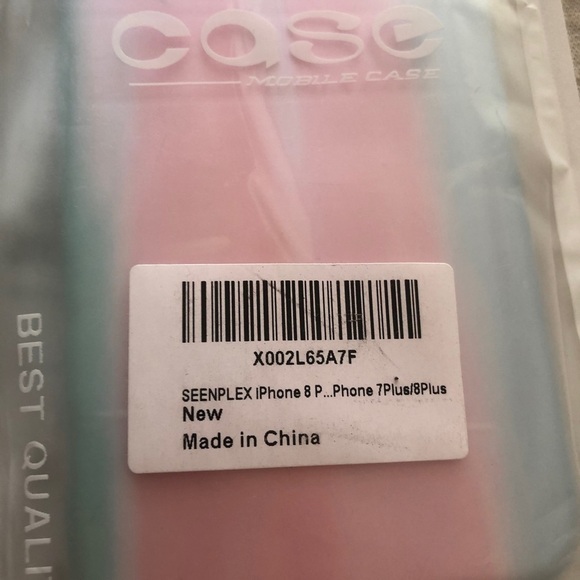 case
MOBILE CASE
X002L65A7F
SEENPLEX iPhone 8 P...Phone 7Plus/8Plus
New
Made in China
BEST QUALI